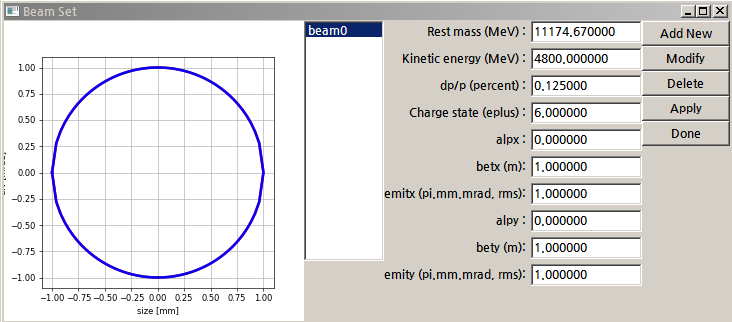 Beam Set
beam0
Rest mass (MeV) : 11174.670000
Kinetic energy (MeV) : 4800.000000
dp/p (percent) : 0.125000
Charge state (eplus) : 6.000000
alpx : 0.000000
betx (m): 1.000000
emitx (pi.mm.mrad, rms): 1.000000
alpy : 0.000000
bety (m): 1.000000
emity (pi.mm.mrad, rms): 1.000000
Add New
Modify
Delete
Apply
Done
1.00
0.75
0.50
0.25
0.00
−0.25
−0.50
−0.75
−1.00
−1.00 −0.75 −0.50 −0.25 0.00 0.25 0.50 0.75 1.00
size [mm]